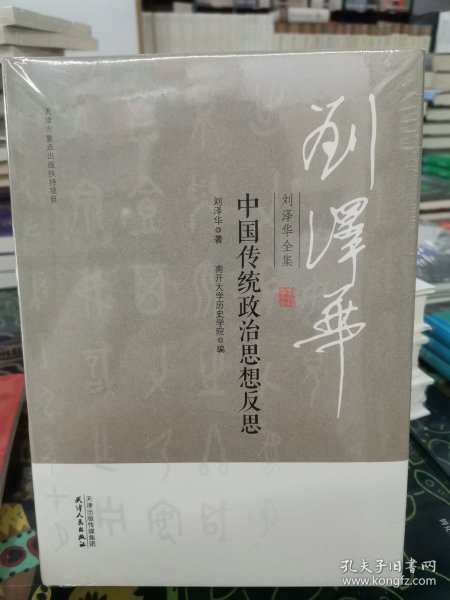 劉澤華
刘泽华全集
中国传统政治思想反思
刘泽华 著
南开大学历史学院 编
天津市重点出版扶持项目
天津出版传媒集团
天津人民出版社
孔夫子旧书网
www.kongfz.com